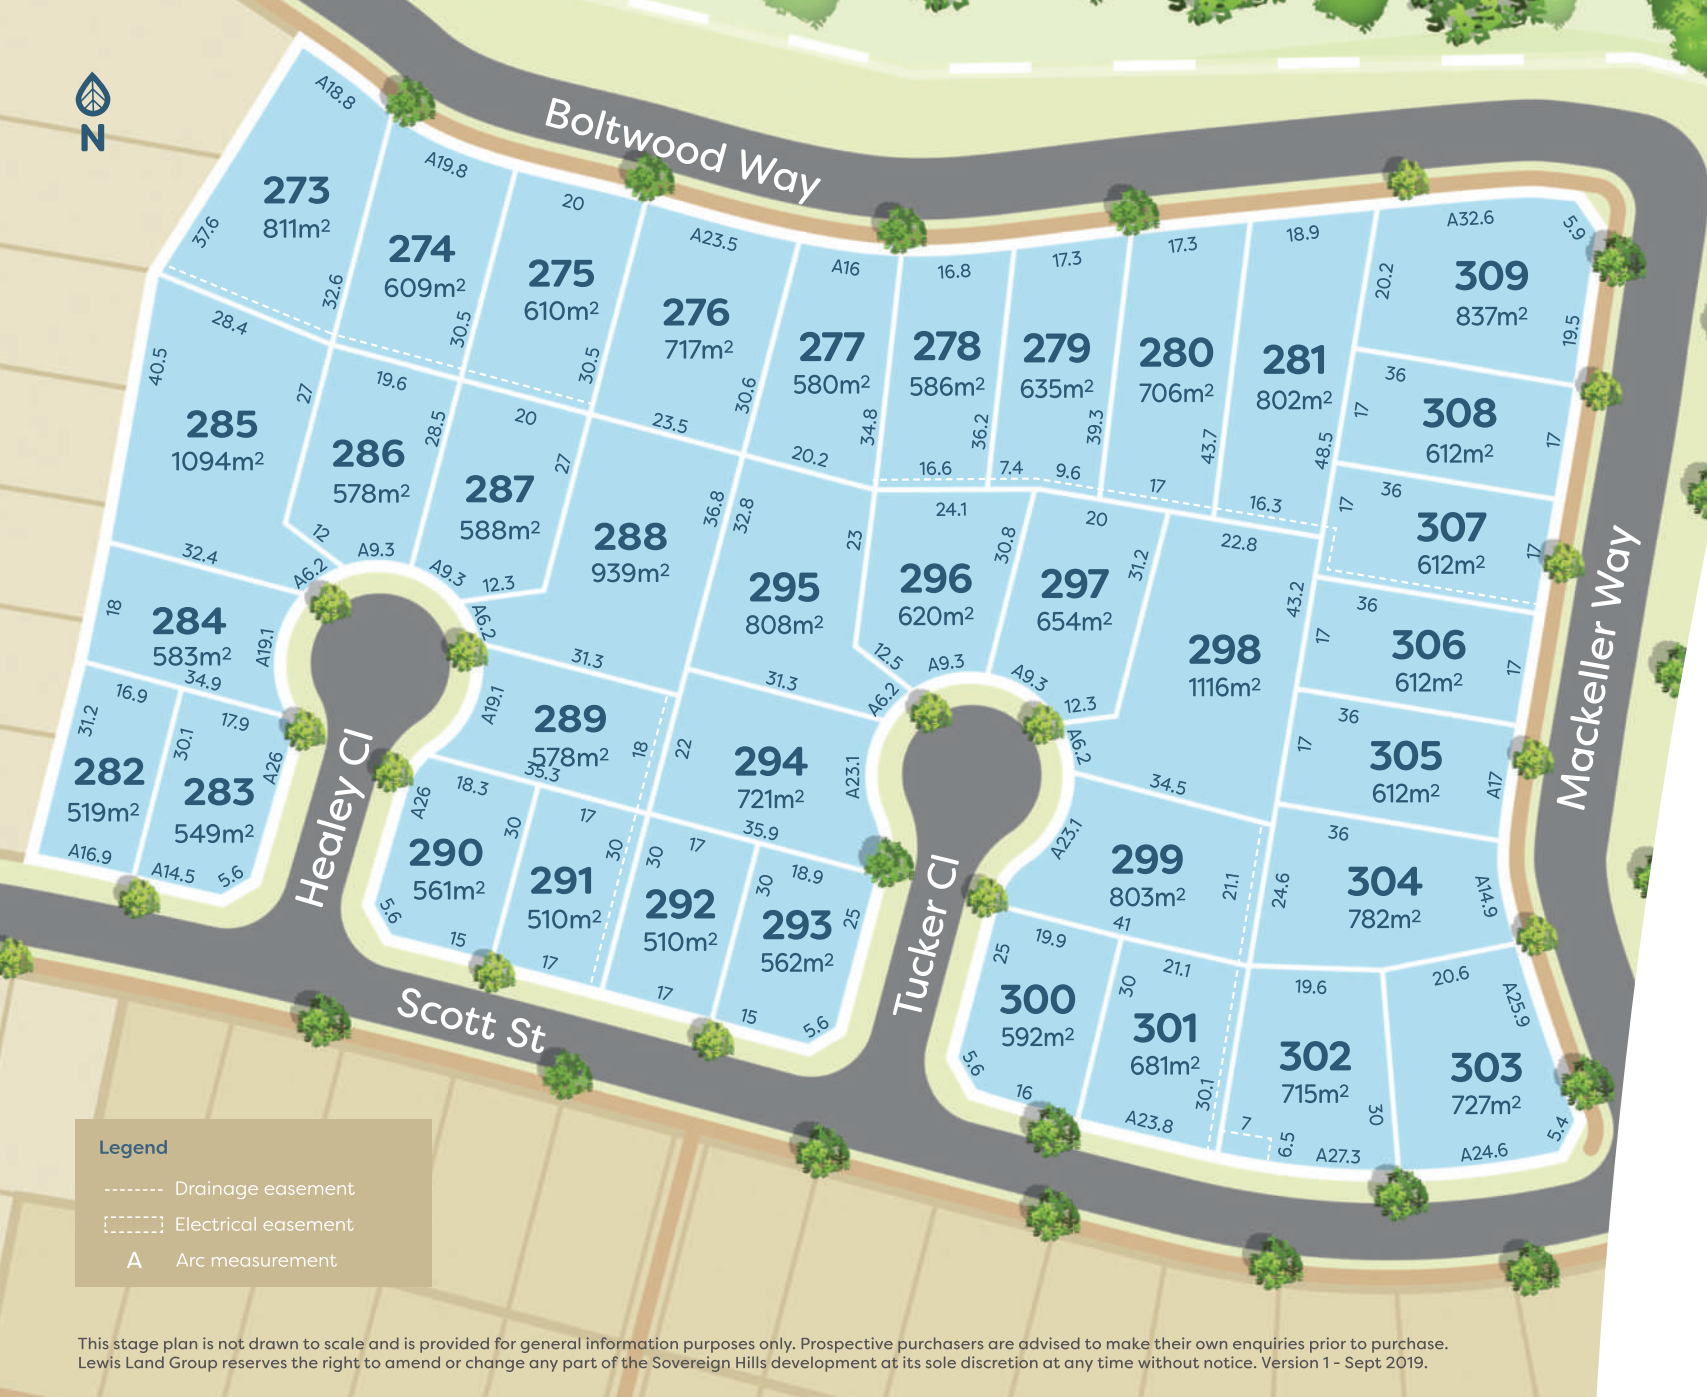 N
Boltwood Way
Mackeller Way
Healey Cl
Tucker Cl
Scott St
A18.8
273
811m²
37.6
32.6
A19.8
274
609m²
30.5
20
275
610m²
30.5
A23.5
276
717m²
30.6
23.5
A16
277
580m²
34.8
20.2
16.8
278
586m²
36.2
16.6
17.3
279
635m²
39.3
7.4
9.6
17.3
280
706m²
43.7
17
18.9
281
802m²
48.5
16.3
A32.6
5.9
20.2
309
837m²
19.5
36
17
308
612m²
17
36
17
307
612m²
17
36
17
306
612m²
17
36
17
305
612m²
A17
36
24.6
304
782m²
A14.9
28.4
40.5
285
1094m²
27
32.4
19.6
286
578m²
28.5
12
A9.3
A6.2
20
287
588m²
27
A9.3
12.3
A6.2
288
939m²
36.8
31.3
32.8
295
808m²
23
31.3
12.5
A6.2
24.1
296
620m²
30.8
A9.3
20
297
654m²
31.2
A9.3
12.3
A6.2
22.8
298
1116m²
43.2
34.5
18
284
583m²
A19.1
34.9
16.9
31.2
282
519m²
A16.9
17.9
30.1
283
549m²
A26
A14.5
5.6
A19.1
289
578m²
18
35.3
18.3
A26
290
561m²
30
5.6
15
17
291
510m²
30
17
22
294
721m²
A23.1
35.9
17
30
292
510m²
17
18.9
30
293
562m²
25
15
5.6
A23.1
299
803m²
21.1
41
19.9
25
300
592m²
5.6
16
21.1
30
301
681m²
30.1
A23.8
19.6
302
715m²
30
7
6.5
A27.3
20.6
A25.9
303
727m²
5.4
A24.6
Legend
Drainage easement
Electrical easement
A Arc measurement
This stage plan is not drawn to scale and is provided for general information purposes only. Prospective purchasers are advised to make their own enquiries prior to purchase.
Lewis Land Group reserves the right to amend or change any part of the Sovereign Hills development at its sole discretion at any time without notice. Version 1 - Sept 2019.